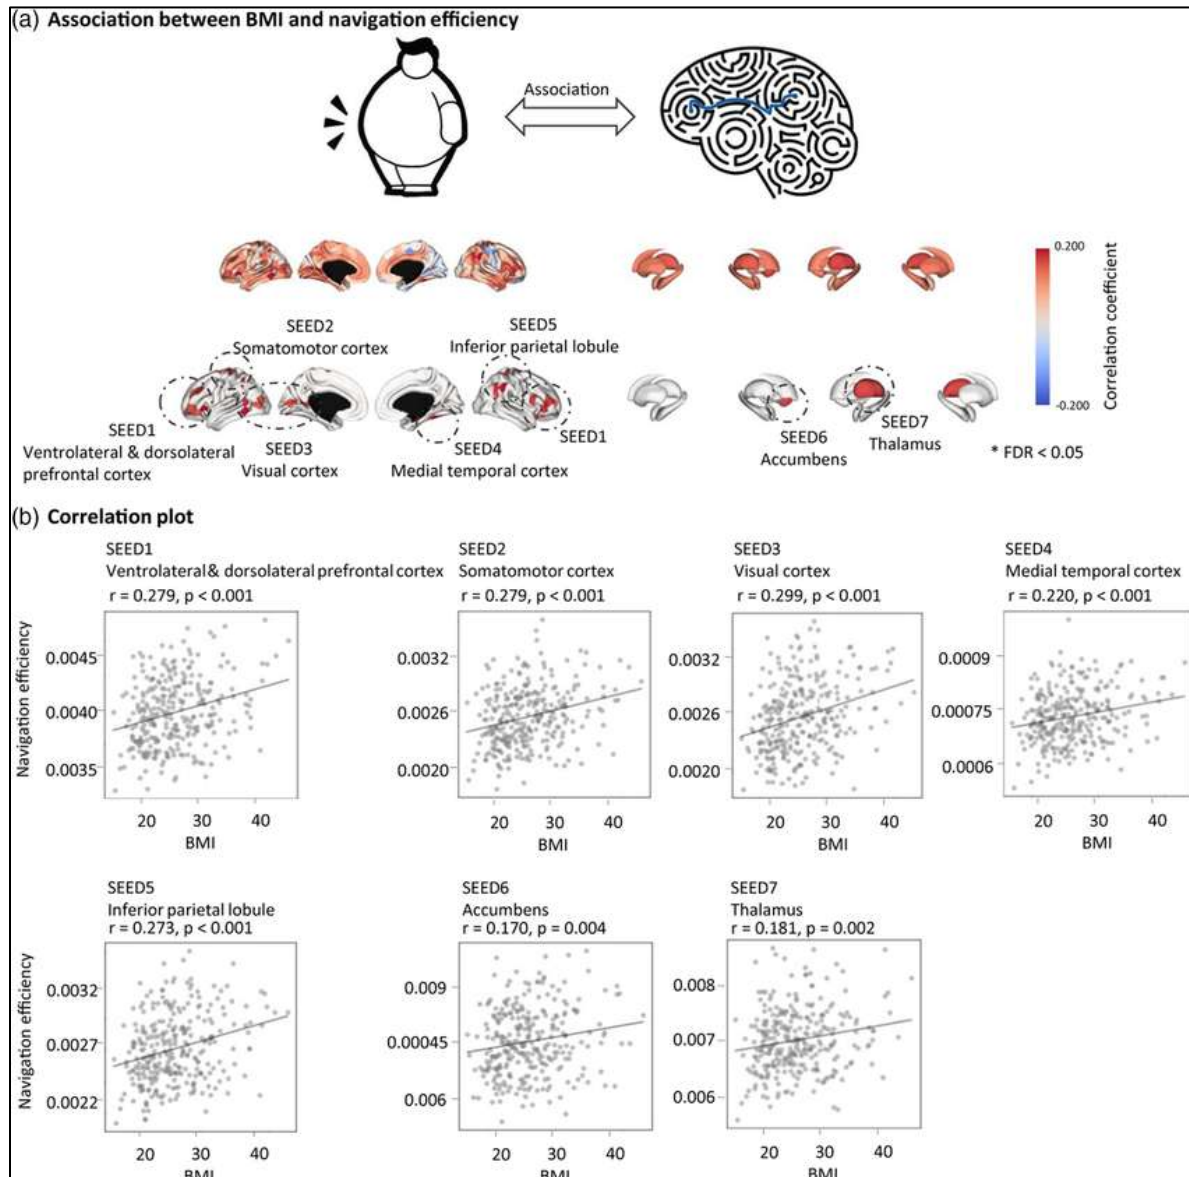 (a) Association between BMI and navigation efficiency
Association
0.200
Correlation coefficient
-0.200
SEED2
Somatomotor cortex
SEED5
Inferior parietal lobule
SEED1
Ventrolateral & dorsolateral
prefrontal cortex
SEED3
Visual cortex
SEED4
Medial temporal cortex
SEED1
SEED6
Accumbens
SEED7
Thalamus
* FDR < 0.05
(b) Correlation plot
SEED1
Ventrolateral& dorsolateral prefrontal cortex
r = 0.279, p < 0.001
Navigation efficiency
0.0045
0.0040
0.0035
20 30 40
BMI
SEED2
Somatomotor cortex
r = 0.279, p < 0.001
0.0032
0.0026
0.0020
20 30 40
BMI
SEED3
Visual cortex
r = 0.299, p < 0.001
0.0032
0.0026
0.0020
20 30 40
BMI
SEED4
Medial temporal cortex
r = 0.220, p < 0.001
0.0009
0.00075
0.0006
20 30 40
BMI
SEED5
Inferior parietal lobule
r = 0.273, p < 0.001
Navigation efficiency
0.0032
0.0027
0.0022
20 30 40
BMI
SEED6
Accumbens
r = 0.170, p = 0.004
0.009
0.00045
0.006
20 30 40
BMI
SEED7
Thalamus
r = 0.181, p = 0.002
0.008
0.007
0.006
20 30 40
BMI